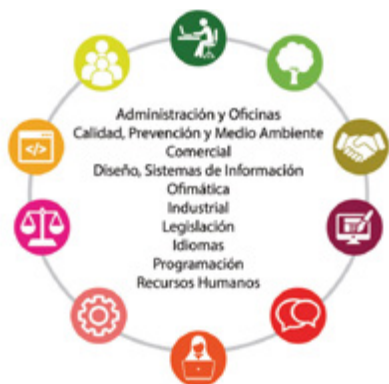 Administración y Oficinas
Calidad, Prevención y Medio Ambiente
Comercial
Diseño, Sistemas de Información
Ofimática
Industrial
Legislación
Idiomas
Programación
Recursos Humanos